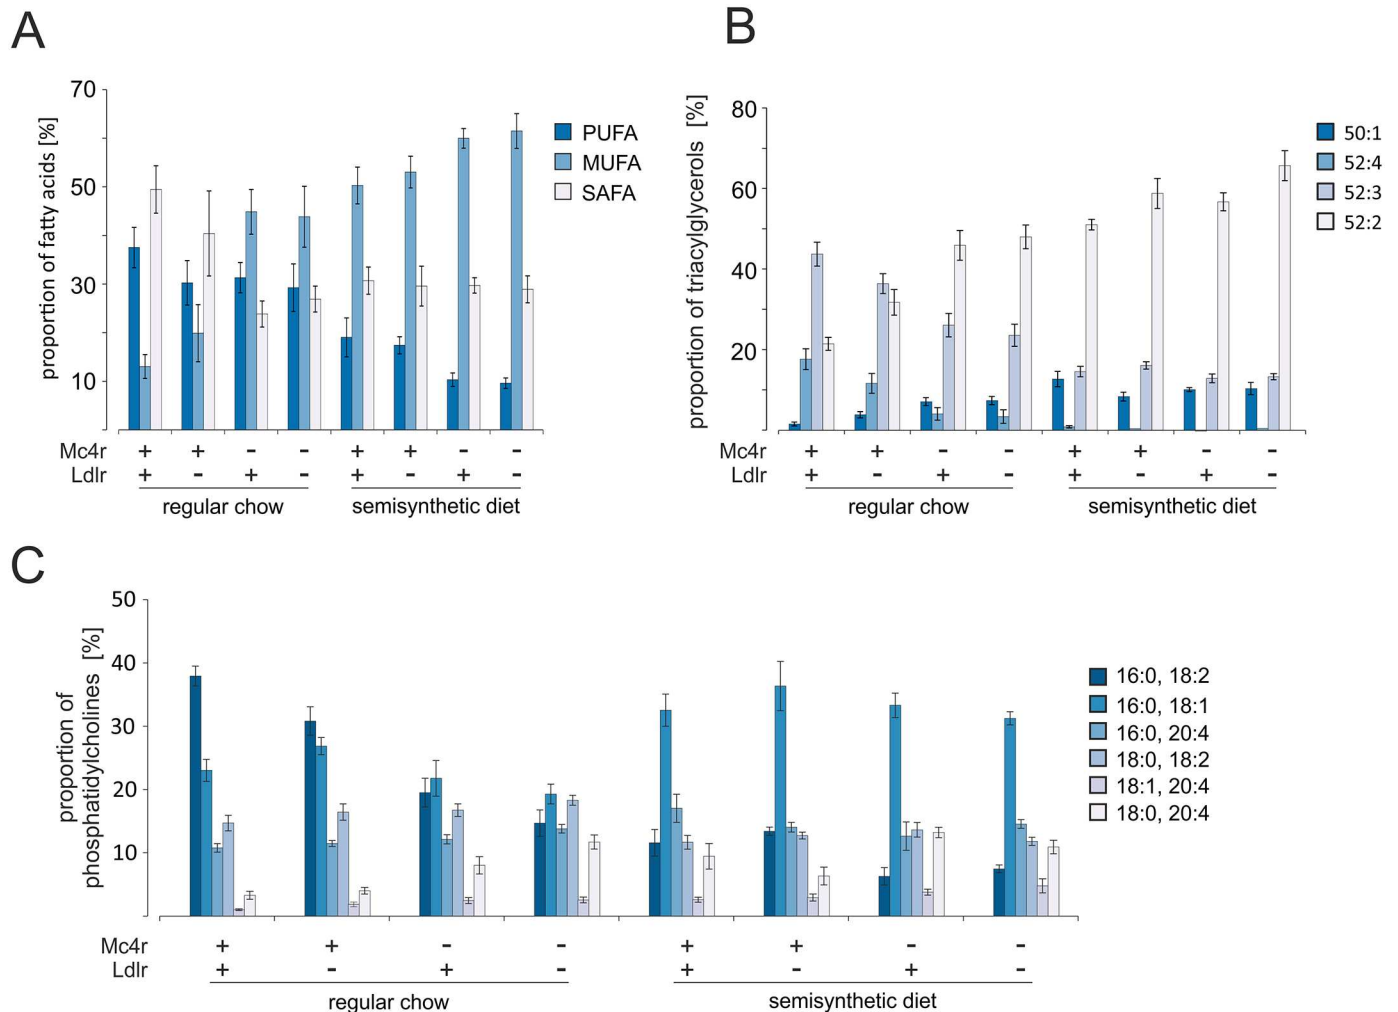 A
proportion of fatty acids [%]
70
50
30
10
PUFA
MUFA
SAFA
Mc4r + + - - + + - -
Ldlr + - + - + - + -
regular chow semisynthetic diet
B
proportion of triacylglycerols [%]
80
60
40
20
50:1
52:4
52:3
52:2
Mc4r + + - - + + - -
Ldlr + - + - + - + -
regular chow semisynthetic diet
C
proportion of
phosphatidylcholines [%]
50
40
30
20
10
16:0, 18:2
16:0, 18:1
16:0, 20:4
18:0, 18:2
18:1, 20:4
18:0, 20:4
Mc4r + + - - + + - -
Ldlr + - + - + - + -
regular chow semisynthetic diet